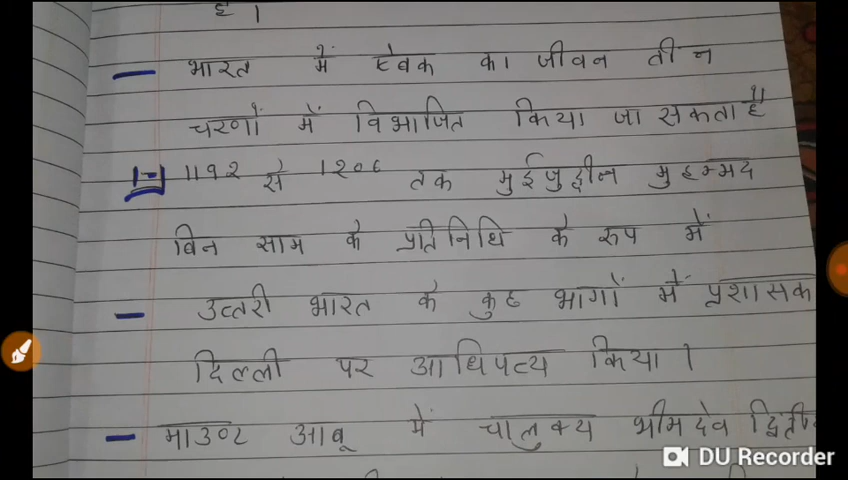 है।
— भारत में ऐबक का जीवन तीन
चरणों में विभाजित किया जा सकता है
1-) 1192 से 1206 तक मुईजुद्दीन मुहम्मद
बिन साम के प्रतिनिधि के रूप में
— उत्तरी भारत के कुछ भागों में प्रशासक
दिल्ली पर आधिपत्य किया।
— माउण्ट आबू में चालुक्य भीमदेव द्वितीय
DU Recorder